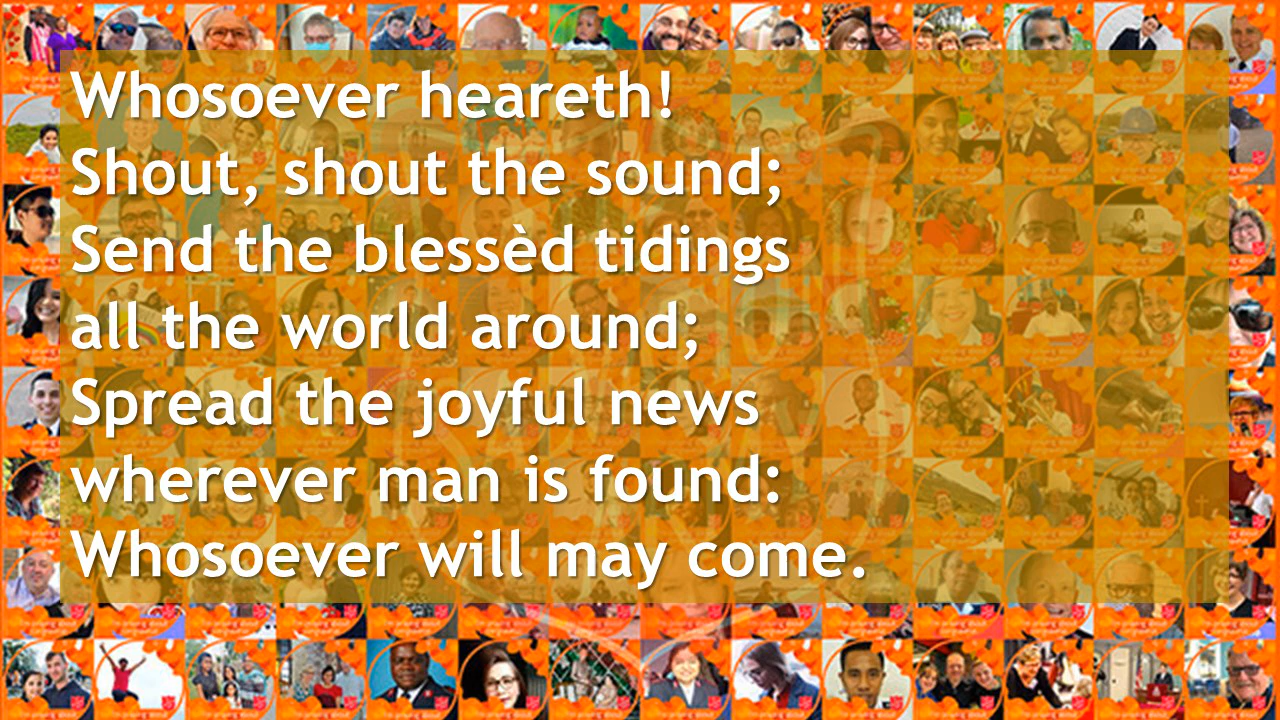 Whosoever heareth!
Shout, shout the sound;
Send the blessèd tidings
all the world around;
Spread the joyful news
wherever man is found:
Whosoever will may come.